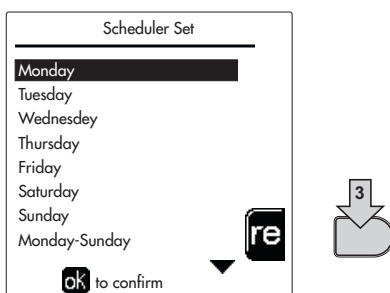 Scheduler Set
Monday
Tuesday
Wednesdey
Thursday
Friday
Saturday
Sunday
Monday-Sunday
re
ok to confirm
3